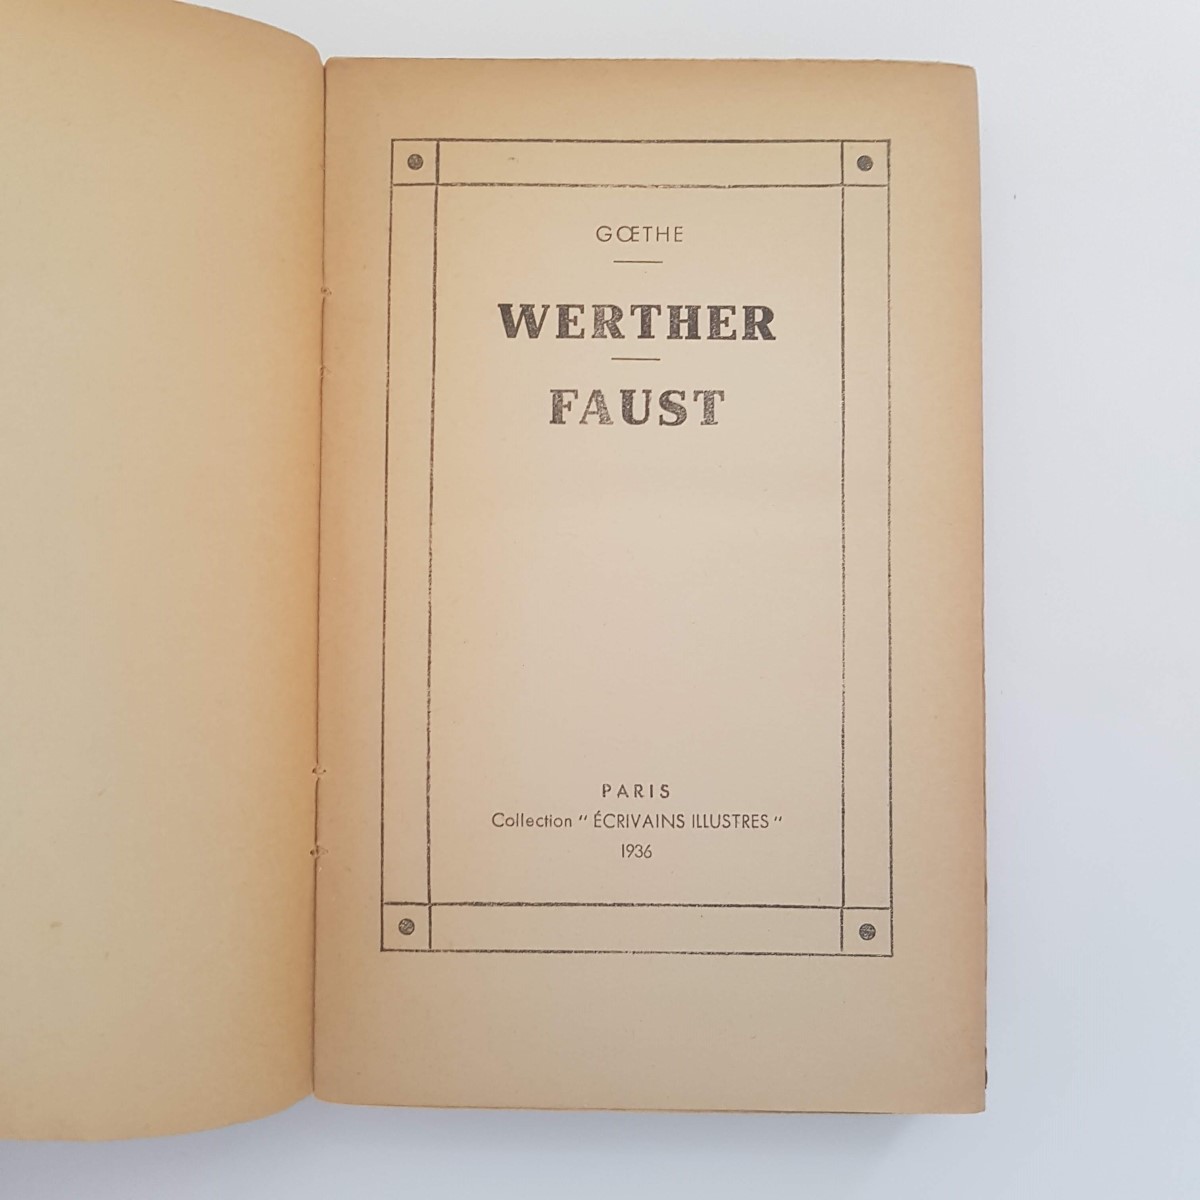 GŒTHE
WERTHER
FAUST
PARIS
Collection " ÉCRIVAINS ILLUSTRES "
1936